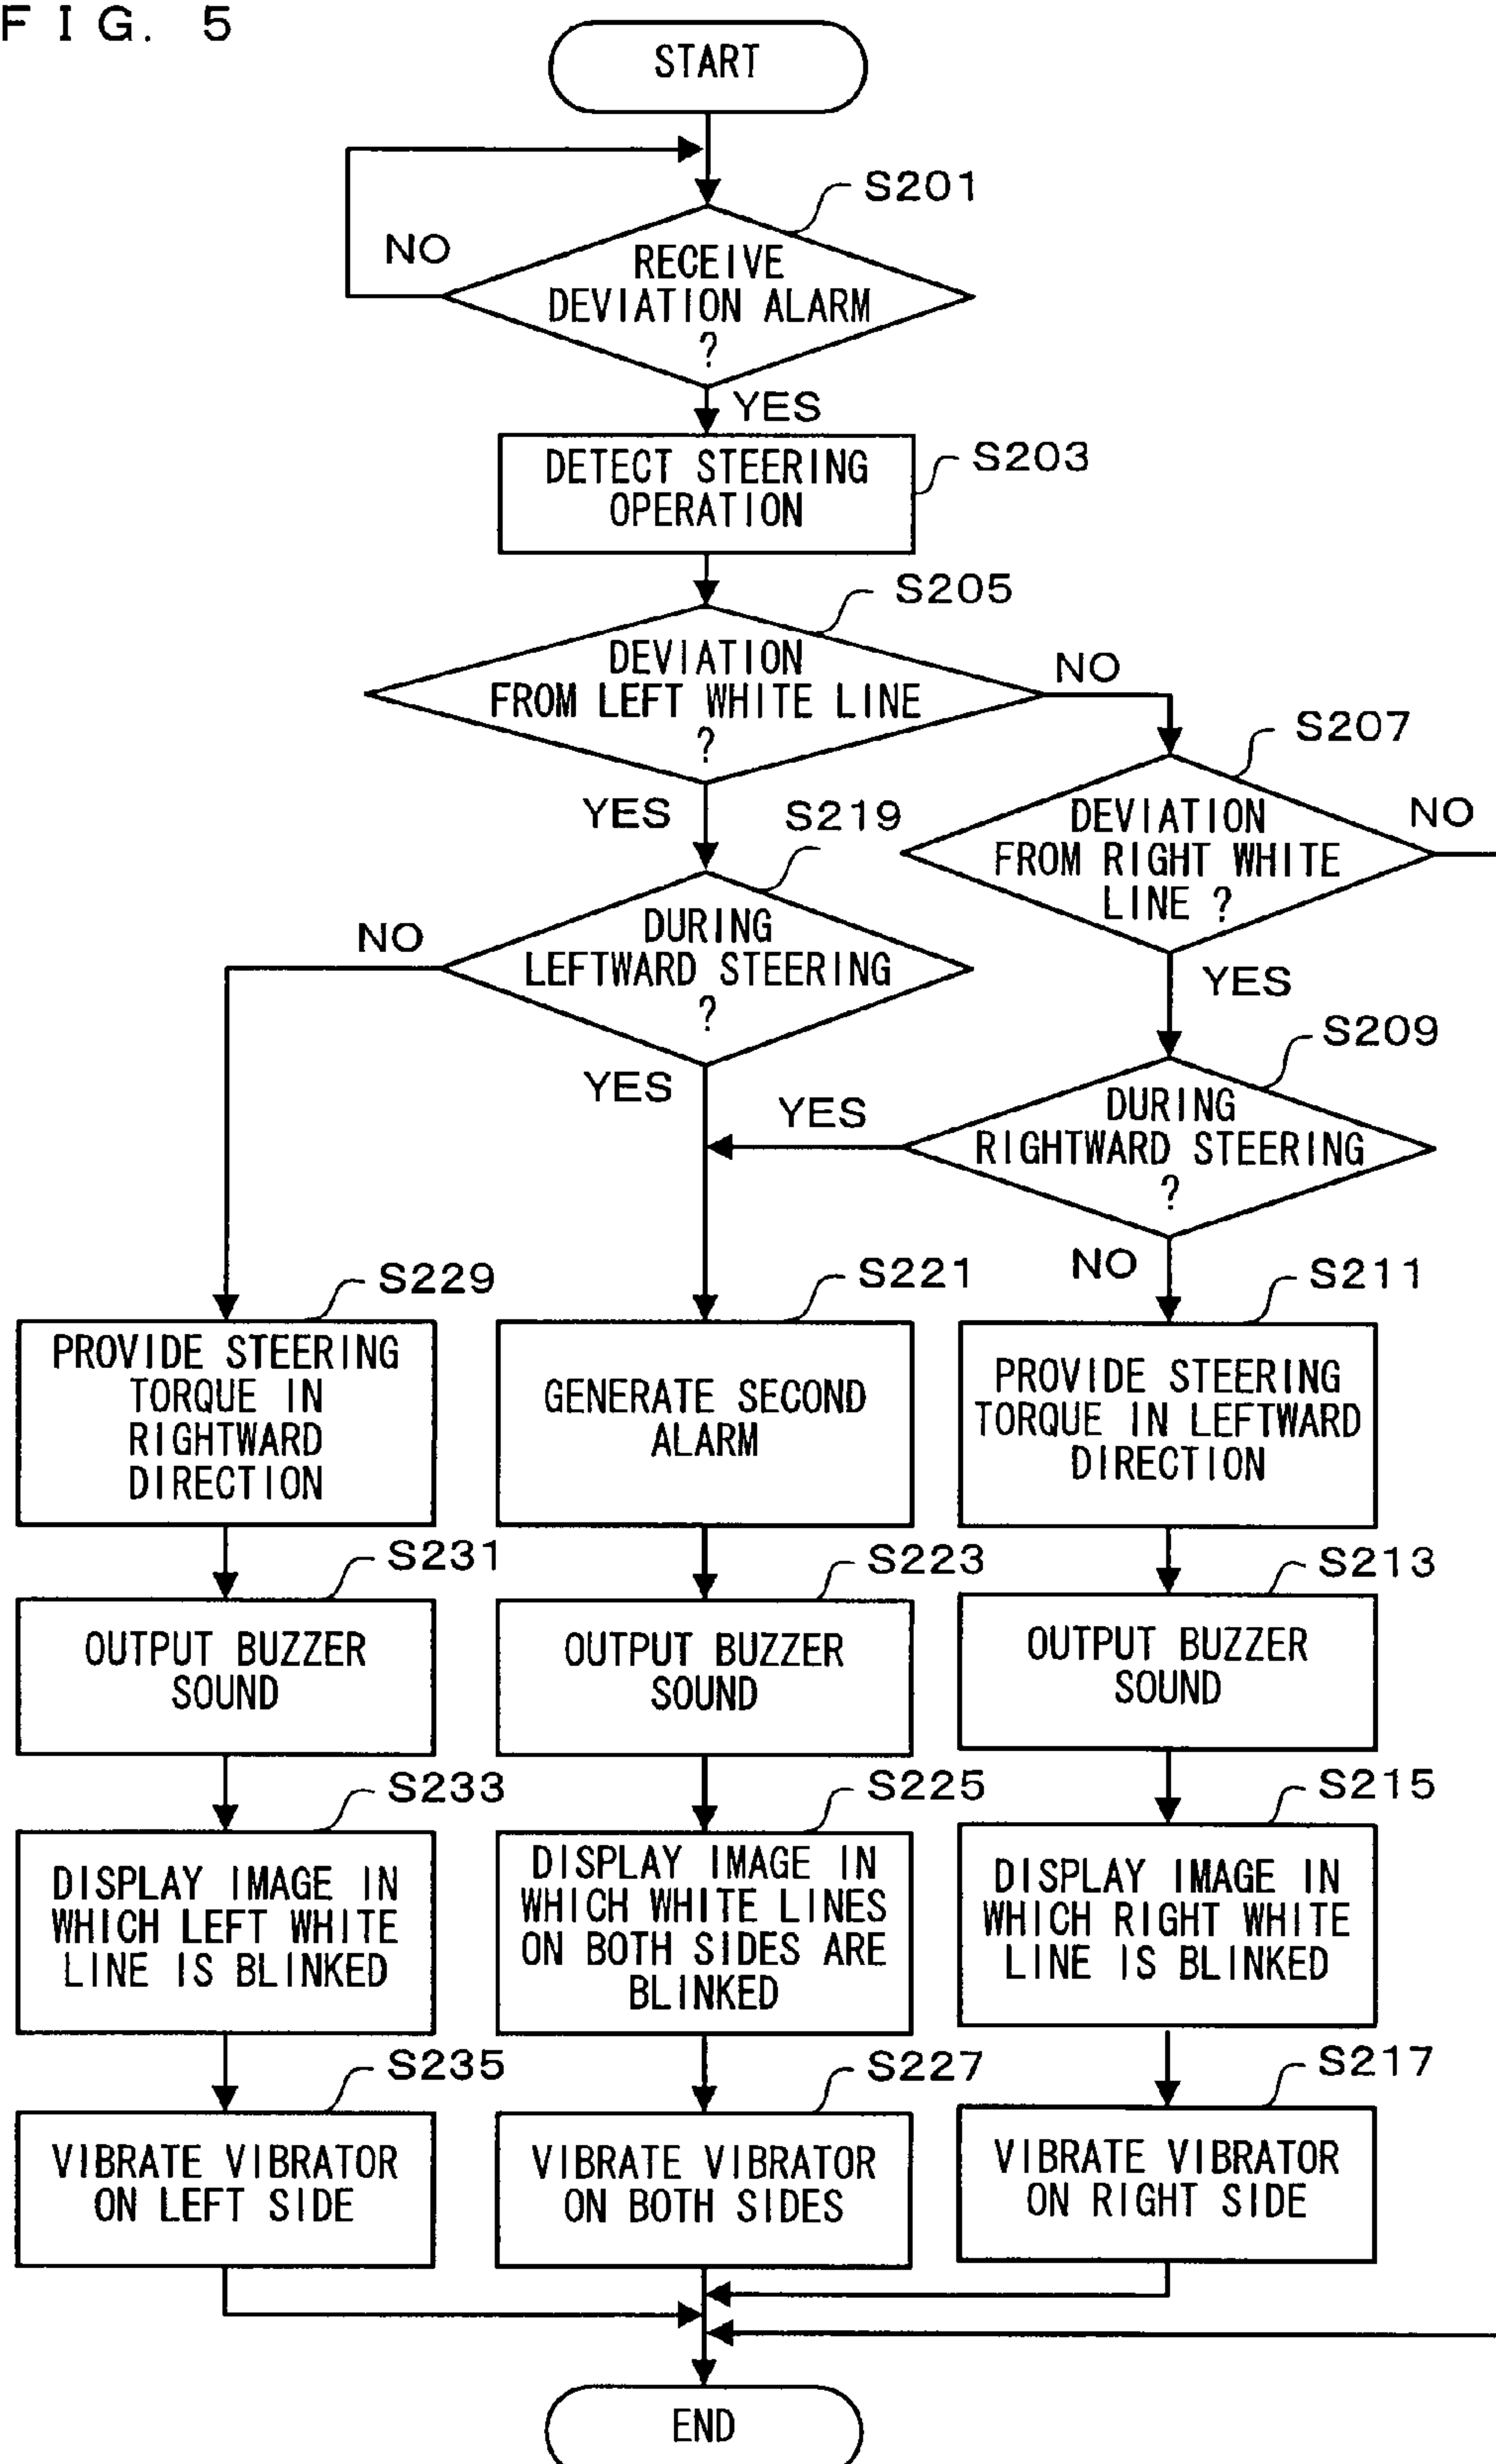 FIG. 5
START
S201
NO
RECEIVE
DEVIATION ALARM
?
YES
DETECT STEERING
OPERATION
S203
S205
DEVIATION
FROM LEFT WHITE LINE
?
NO
S207
YES
S219
DEVIATION
FROM RIGHT WHITE
LINE ?
NO
NO
DURING
LEFTWARD STEERING
?
YES
S209
YES
YES
DURING
RIGHTWARD STEERING
?
NO
S229
S221
S211
PROVIDE STEERING
TORQUE IN
RIGHTWARD
DIRECTION
GENERATE SECOND
ALARM
PROVIDE STEERING
TORQUE IN LEFTWARD
DIRECTION
S231
S223
S213
OUTPUT BUZZER
SOUND
OUTPUT BUZZER
SOUND
OUTPUT BUZZER
SOUND
S233
S225
S215
DISPLAY IMAGE IN
WHICH LEFT WHITE
LINE IS BLINKED
DISPLAY IMAGE IN
WHICH WHITE LINES
ON BOTH SIDES ARE
BLINKED
DISPLAY IMAGE IN
WHICH RIGHT WHITE
LINE IS BLINKED
S235
S227
S217
VIBRATE VIBRATOR
ON LEFT SIDE
VIBRATE VIBRATOR
ON BOTH SIDES
VIBRATE VIBRATOR
ON RIGHT SIDE
END